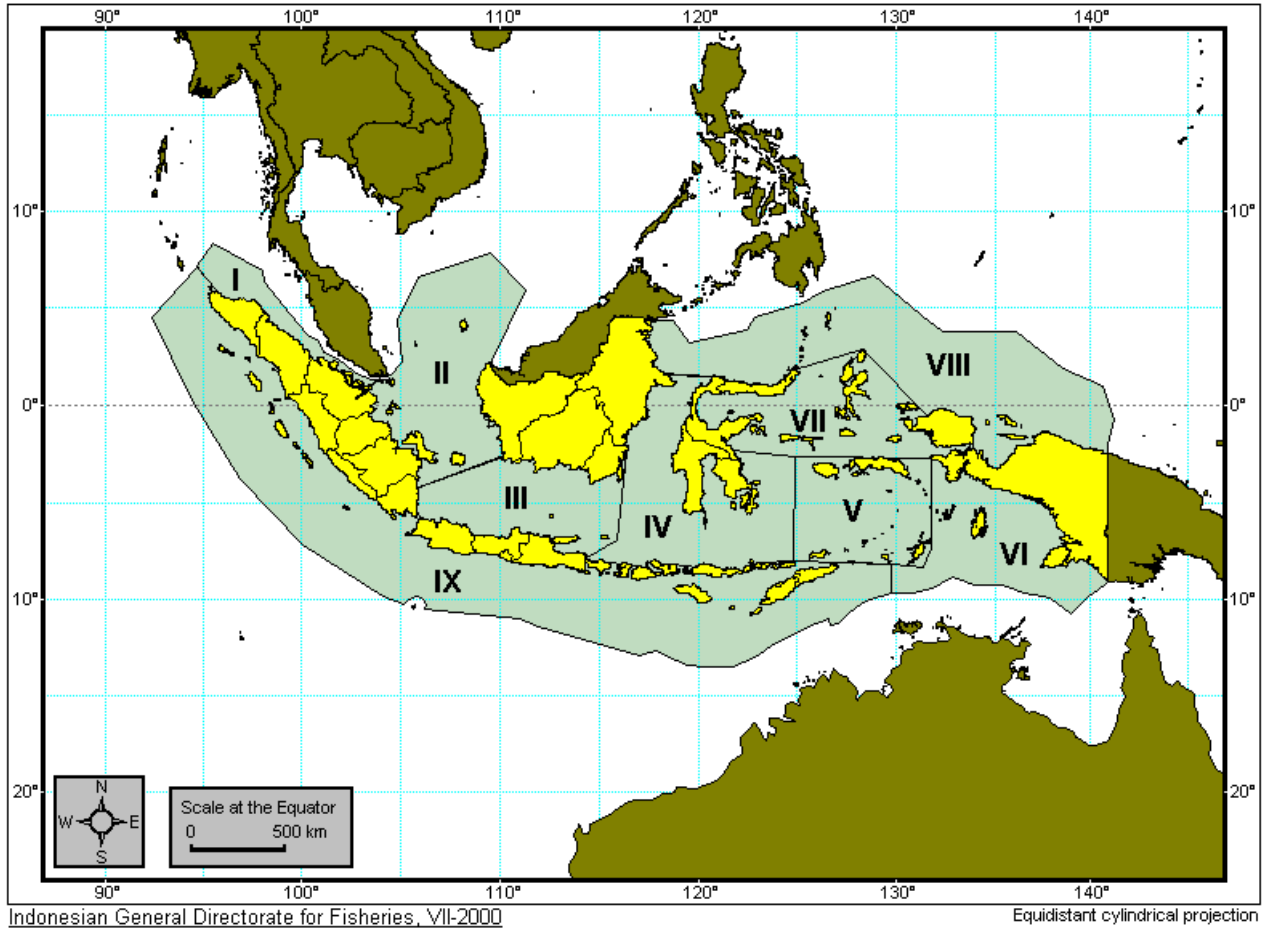 90° 100° 110° 120° 130° 140°
I
II
VIII
10° 10°
0° 0°
VII
III
IV
V
VI
IX
10° 10°
20° 20°
N
W E
S
Scale at the Equator
0 500 km
90° 100° 110° 120° 130° 140°
Indonesian General Directorate for Fisheries, VII-2000
Equidistant cylindrical projection